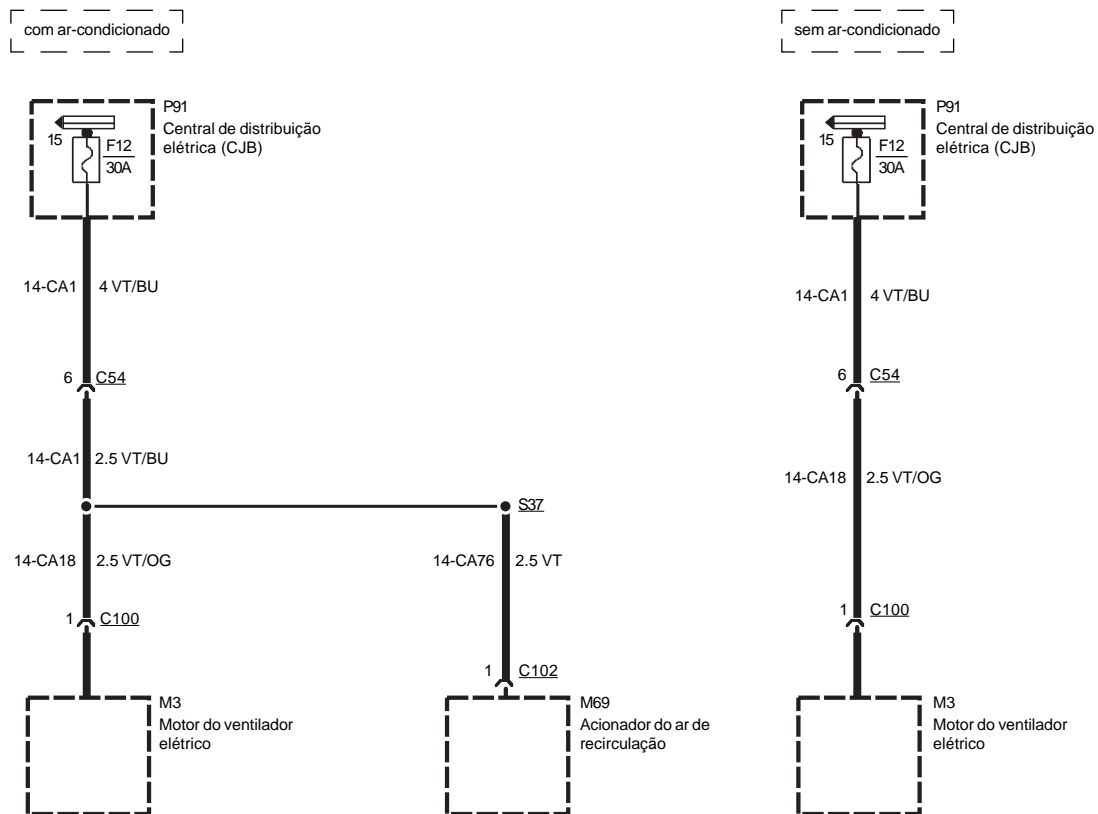 com ar-condicionado
sem ar-condicionado
P91
Central de distribuição
elétrica (CJB)
15
F12
30A
14-CA1
4 VT/BU
6
C54
14-CA1
2.5 VT/BU
S37
14-CA18
2.5 VT/OG
14-CA76
2.5 VT
1
C100
1
C102
M3
Motor do ventilador
elétrico
M69
Acionador do ar de
recirculação
P91
Central de distribuição
elétrica (CJB)
15
F12
30A
14-CA1
4 VT/BU
6
C54
14-CA18
2.5 VT/OG
1
C100
M3
Motor do ventilador
elétrico